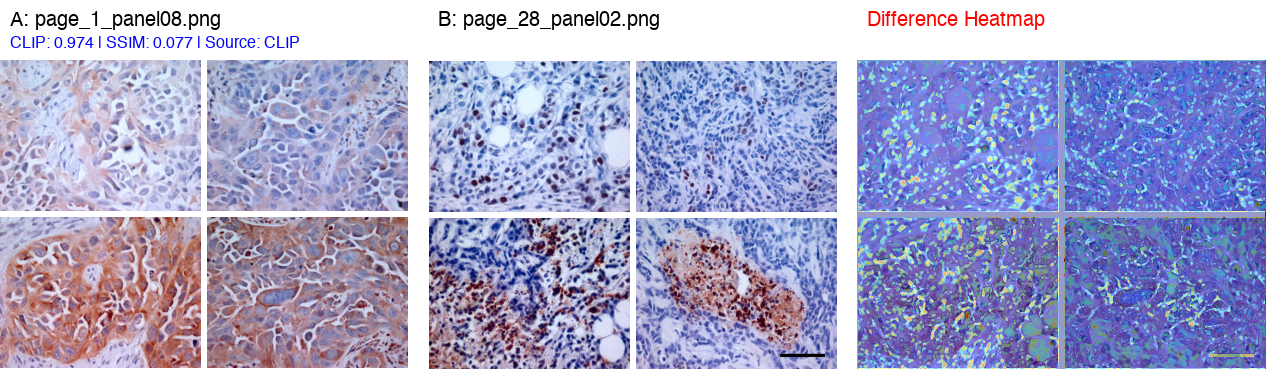 A: page_1_panel08.png
CLIP: 0.974 | SSIM: 0.077 | Source: CLIP
B: page_28_panel02.png
Difference Heatmap